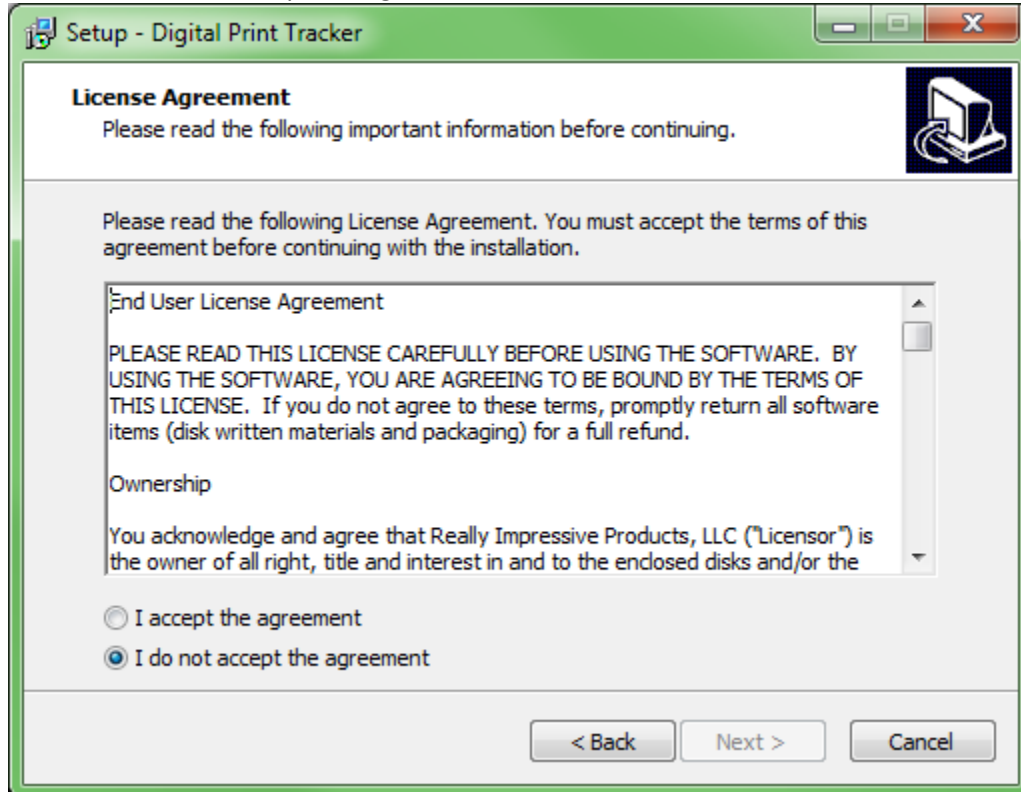 Setup - Digital Print Tracker
License Agreement
Please read the following important information before continuing.
Please read the following License Agreement. You must accept the terms of this
agreement before continuing with the installation.
End User License Agreement
PLEASE READ THIS LICENSE CAREFULLY BEFORE USING THE SOFTWARE.  BY
USING THE SOFTWARE, YOU ARE AGREEING TO BE BOUND BY THE TERMS OF
THIS LICENSE.  If you do not agree to these terms, promptly return all software
items (disk written materials and packaging) for a full refund.
Ownership
You acknowledge and agree that Really Impressive Products, LLC ("Licensor") is
the owner of all right, title and interest in and to the enclosed disks and/or the
I accept the agreement
I do not accept the agreement
< Back
Next >
Cancel